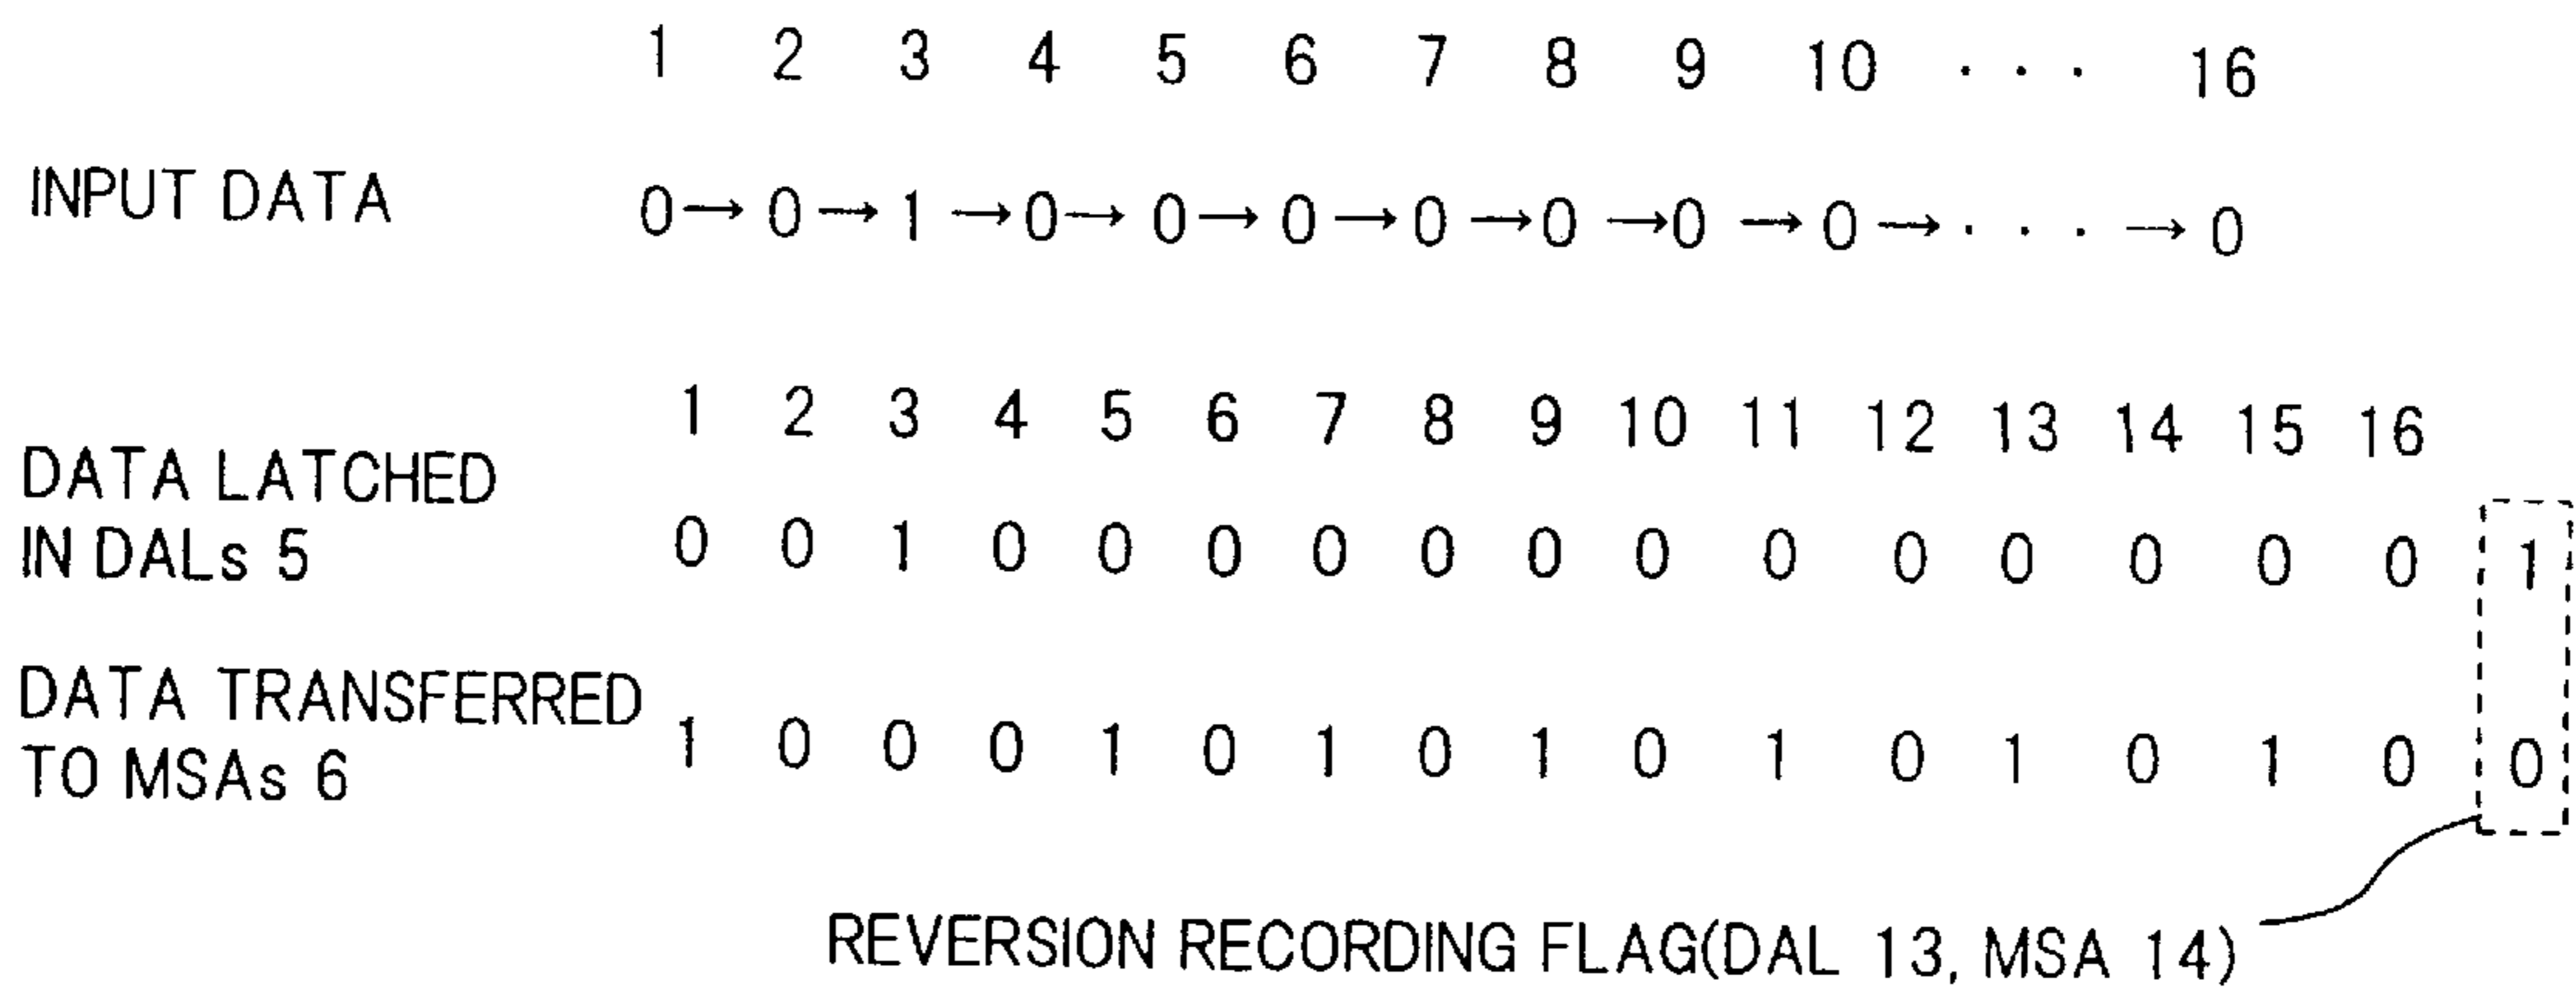 1 2 3 4 5 6 7 8 9 10 · · · 16
INPUT DATA 0→ 0→ 1 →0→ 0→ 0→0→0→0→0→· · ·→0
1 2 3 4 5 6 7 8 9 10 11 12 13 14 15 16
DATA LATCHED
IN DALs 5 0 0 1 0 0 0 0 0 0 0 0 0 0 0 0 0 1
DATA TRANSFERRED
TO MSAs 6 1 0 0 0 1 0 1 0 1 0 1 0 1 0 1 0 0
REVERSION RECORDING FLAG(DAL 13, MSA 14)